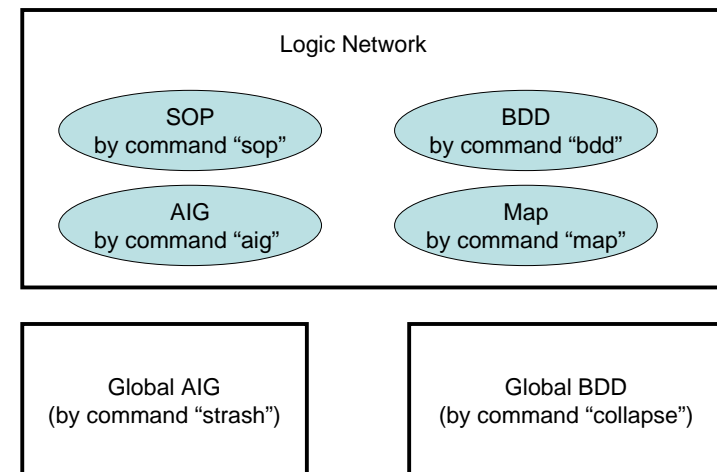 Logic Network
SOP
by command “sop”
BDD
by command “bdd”
AIG
by command “aig”
Map
by command “map”
Global AIG
(by command “strash”)
Global BDD
(by command “collapse”)